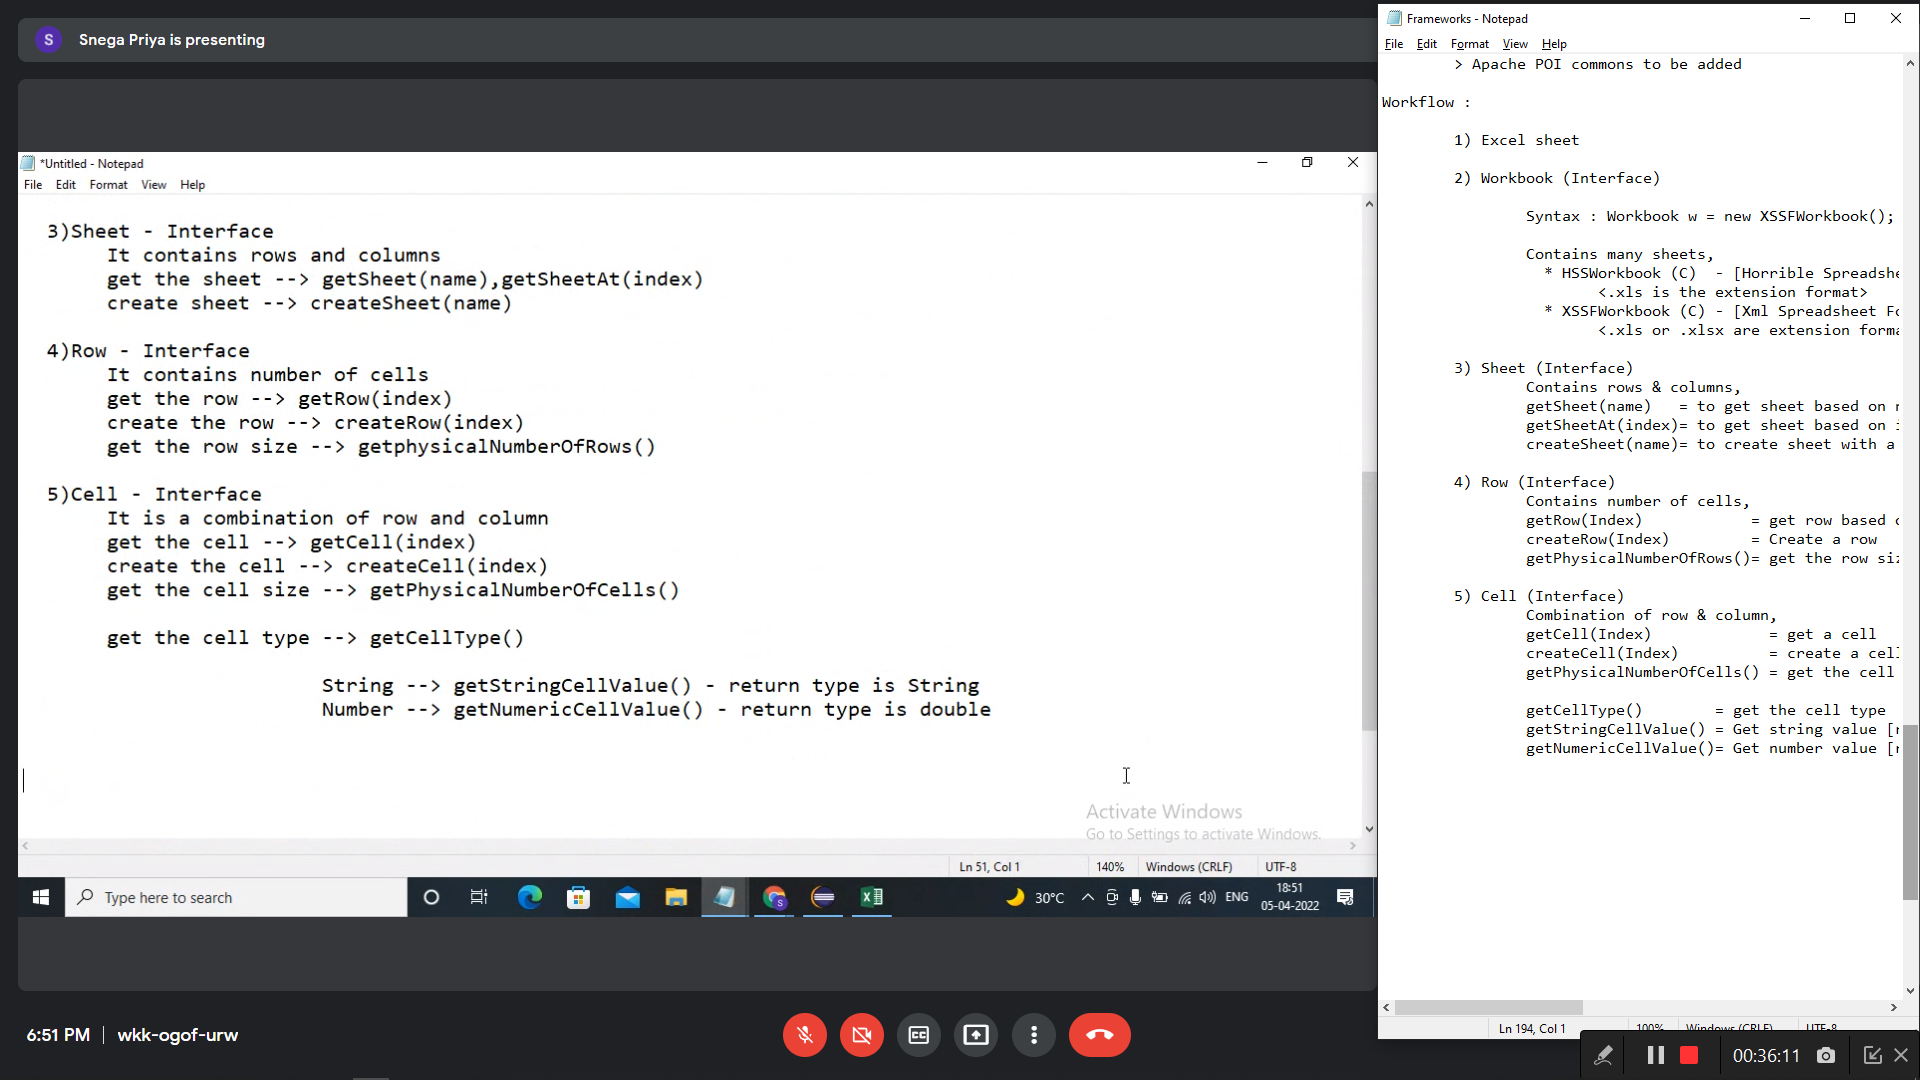 S
Snega Priya is presenting
*Untitled - Notepad
File Edit Format View Help
3)Sheet - Interface
It contains rows and columns
get the sheet --> getSheet(name),getSheetAt(index)
create sheet --> createSheet(name)
4)Row - Interface
It contains number of cells
get the row --> getRow(index)
create the row --> createRow(index)
get the row size --> getphysicalNumberOfRows()
5)Cell - Interface
It is a combination of row and column
get the cell --> getCell(index)
create the cell --> createCell(index)
get the cell size --> getPhysicalNumberOfCells()
get the cell type --> getCellType()
String --> getStringCellValue() - return type is String
Number --> getNumericCellValue() - return type is double
Activate Windows
Go to Settings to activate Windows.
Ln 51, Col 1 140% Windows (CRLF) UTF-8
Type here to search
30°C ENG 18:51
05-04-2022
6:51 PM | wkk-ogof-urw
Frameworks - Notepad
File Edit Format View Help
> Apache POI commons to be added
Workflow :
1) Excel sheet
2) Workbook (Interface)
Syntax : Workbook w = new XSSFWorkbook();
Contains many sheets,
* HSSWorkbook (C) - [Horrible Spreadshe
<.xls is the extension format>
* XSSFWorkbook (C) - [Xml Spreadsheet Fo
<.xls or .xlsx are extension forma
3) Sheet (Interface)
Contains rows & columns,
getSheet(name) = to get sheet based on
getSheetAt(index)= to get sheet based on
createSheet(name)= to create sheet with a
4) Row (Interface)
Contains number of cells,
getRow(Index) = get row based
createRow(Index) = Create a row
getPhysicalNumberOfRows()= get the row siz
5) Cell (Interface)
Combination of row & column,
getCell(Index) = get a cell
createCell(Index) = create a cell
getPhysicalNumberOfCells() = get the cell
getCellType() = get the cell type
getStringCellValue() = Get string value [
getNumericCellValue()= Get number value [
Ln 194, Col 1 100% Windows (CRLF) UTF-8
00:36:11